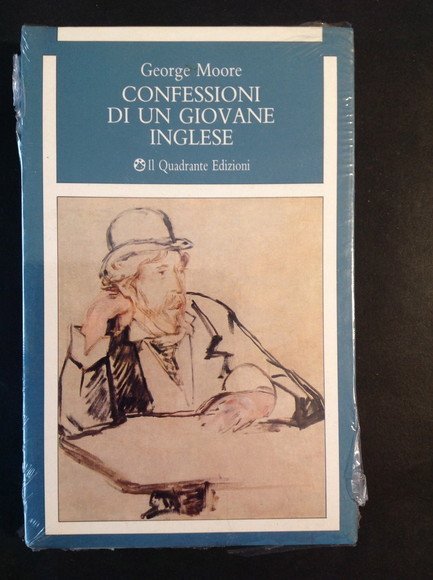 George Moore
CONFESSIONI
DI UN GIOVANE
INGLESE
Il Quadrante Edizioni